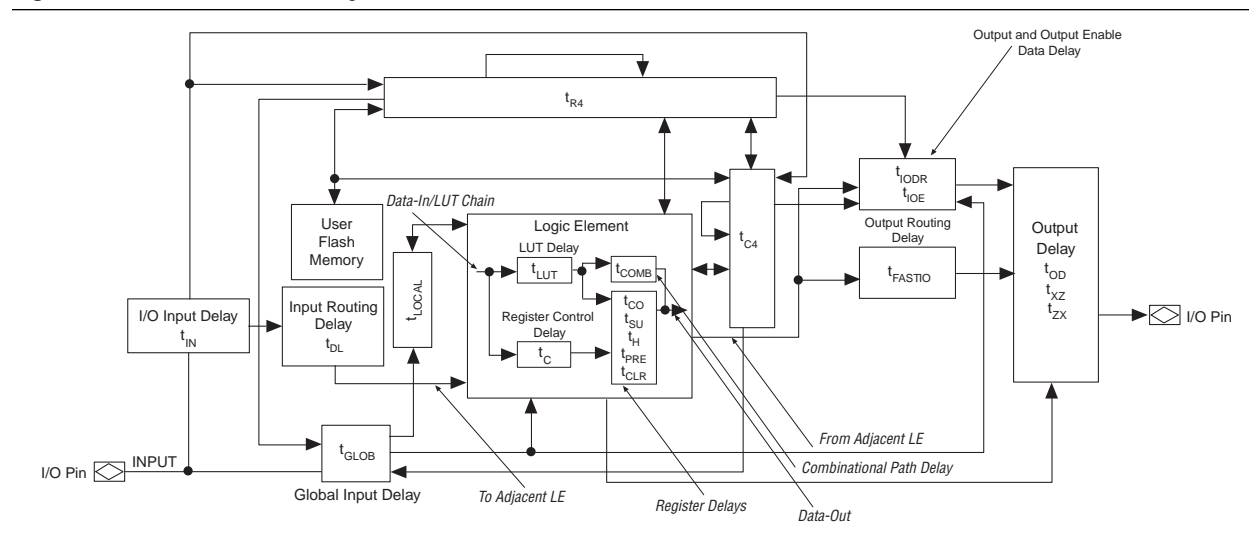 Output and Output Enable
Data Delay
tR4
tIODR
tIOE
Data-In/LUT Chain
User
Flash
Memory
Logic Element
LUT Delay
tLUT
tCOMB
tC4
Output Routing
Delay
tFASTIO
Output
Delay
tOD
tXZ
tZX
I/O Pin
I/O Input Delay
tIN
Input Routing
Delay
tDL
tLOCAL
Register Control
Delay
tC
tCO
tSU
tH
tPRE
tCLR
From Adjacent LE
I/O Pin
INPUT
tGLOB
Global Input Delay
To Adjacent LE
Combinational Path Delay
Register Delays
Data-Out